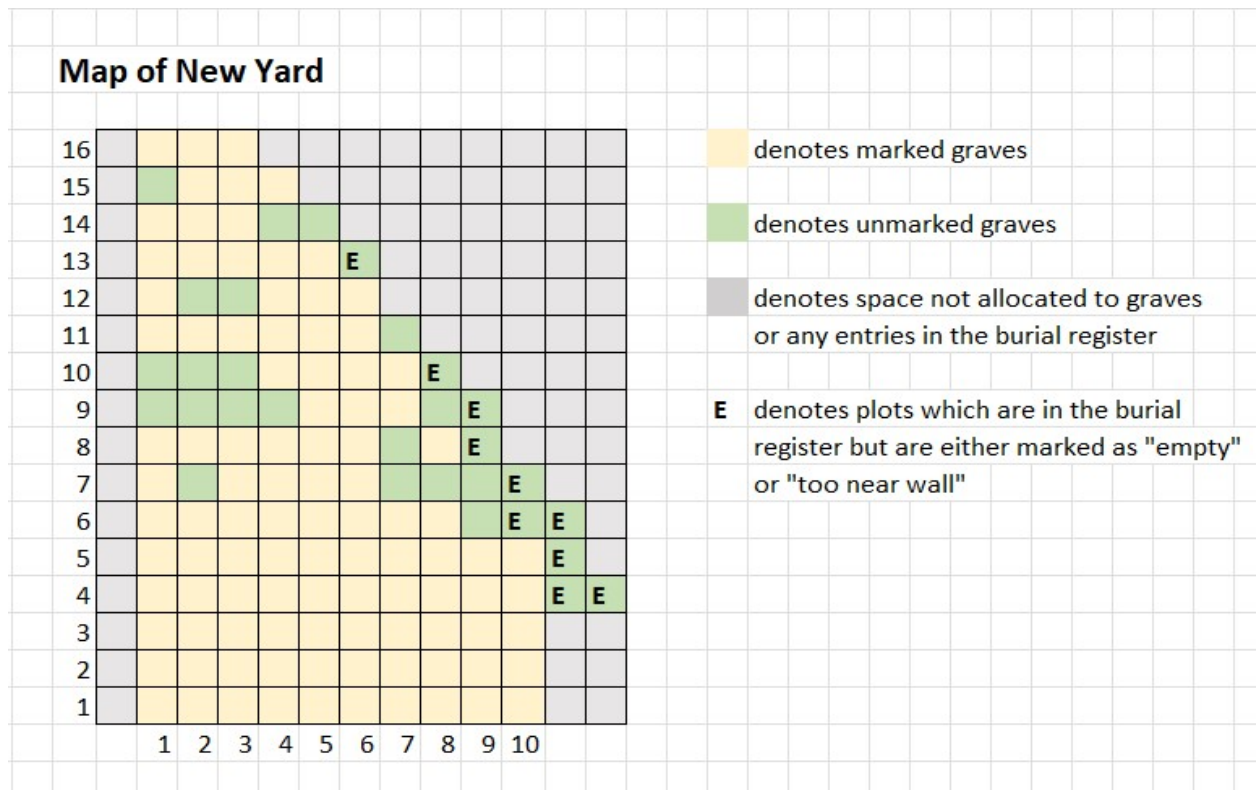 Map of New Yard
16
15
14
13 E
12
11
10 E
9 E
8 E
7 E
6 E E
5 E
4 E E
3
2
1
1 2 3 4 5 6 7 8 9 10
denotes marked graves
denotes unmarked graves
denotes space not allocated to graves
or any entries in the burial register
E denotes plots which are in the burial
register but are either marked as "empty"
or "too near wall"